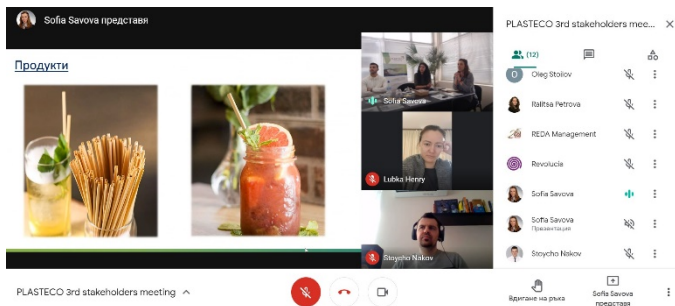 Sofia Savova представя
Продукти
Sofia Savova
Lubka Henry
Stoycho Nakov
PLASTECO 3rd stakeholders meeting
PLASTECO 3rd stakeholders mee...
(12)
O
Oleg Stoilov
Ralitsa Petrova
REDA Management
Revolucia
Sofia Savova
Sofia Savova
Презентация
Stoycho Nakov
Вдигане на ръка
Sofia Savova
представя